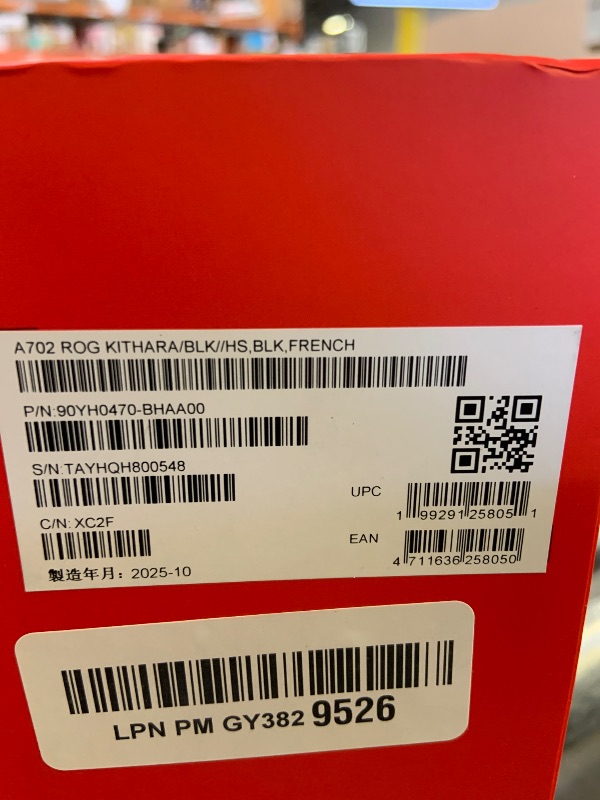 A702 ROG KITHARA/BLK//HS,BLK,FRENCH
P/N:90YH0470-BHAA00
S/N:TAYHQH800548
UPC
1 99291 25805 1
C/N: XC2F
EAN
4 711636 258050
製造年月：2025-10
LPN PM GY382 9526